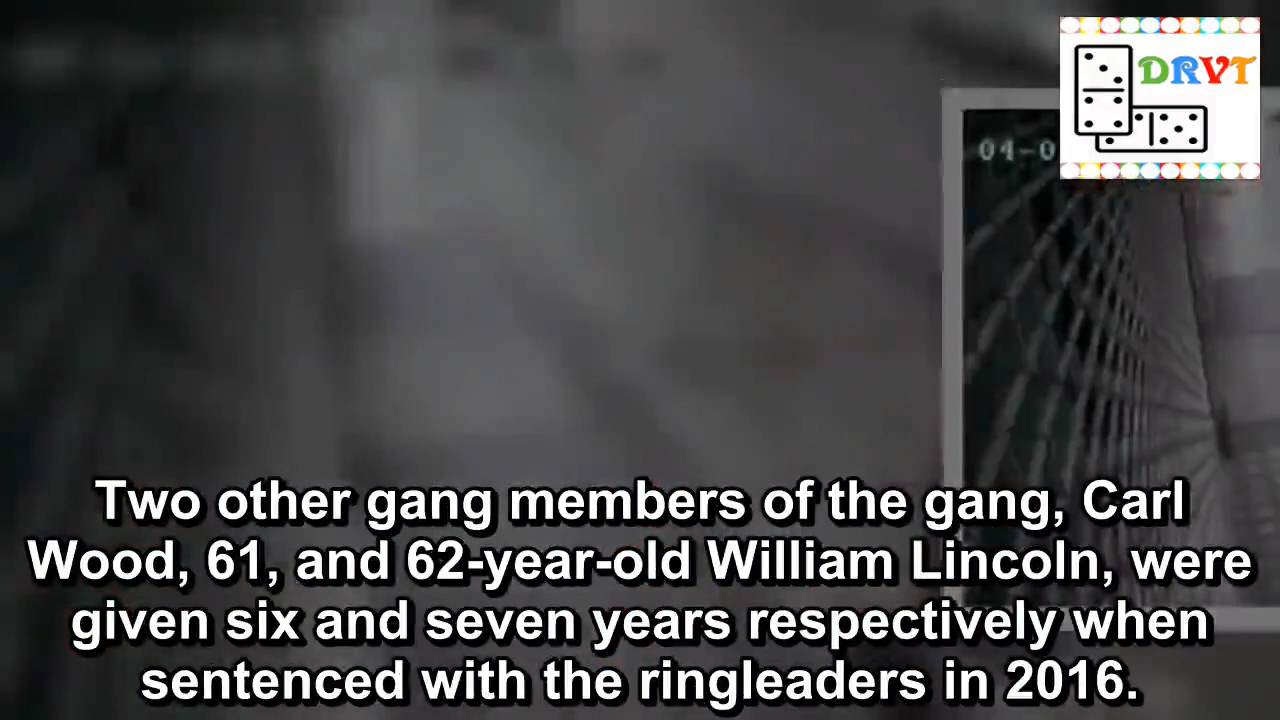 DRVT
04-0
Two other gang members of the gang, Carl
Wood, 61, and 62-year-old William Lincoln, were
given six and seven years respectively when
sentenced with the ringleaders in 2016.